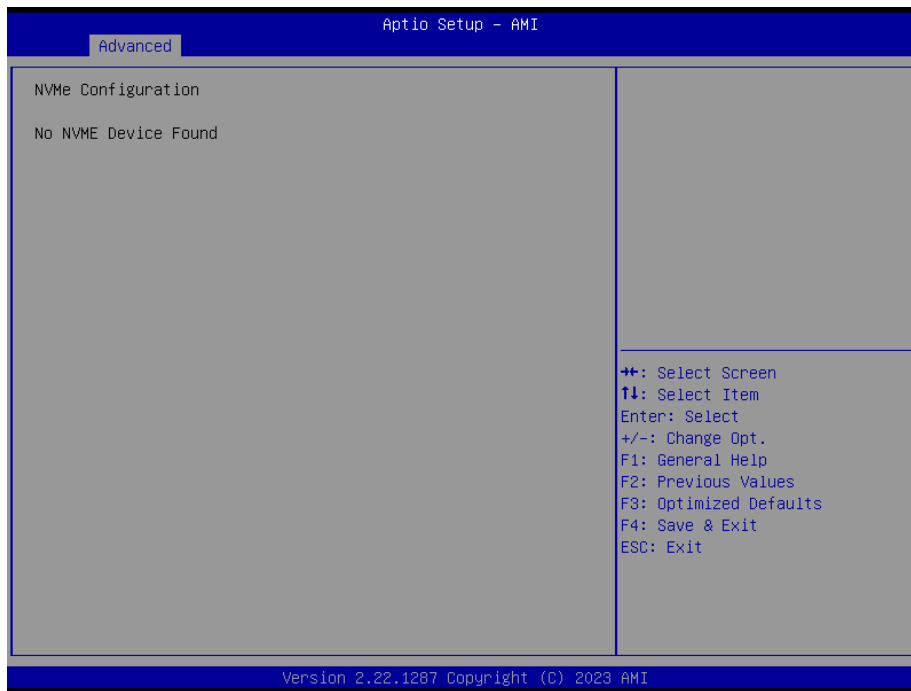 Aptio Setup – AMI
Advanced
NVMe Configuration
No NVME Device Found
→←: Select Screen
↑↓: Select Item
Enter: Select
+/-: Change Opt.
F1: General Help
F2: Previous Values
F3: Optimized Defaults
F4: Save & Exit
ESC: Exit
Version 2.22.1287 Copyright (C) 2023 AMI